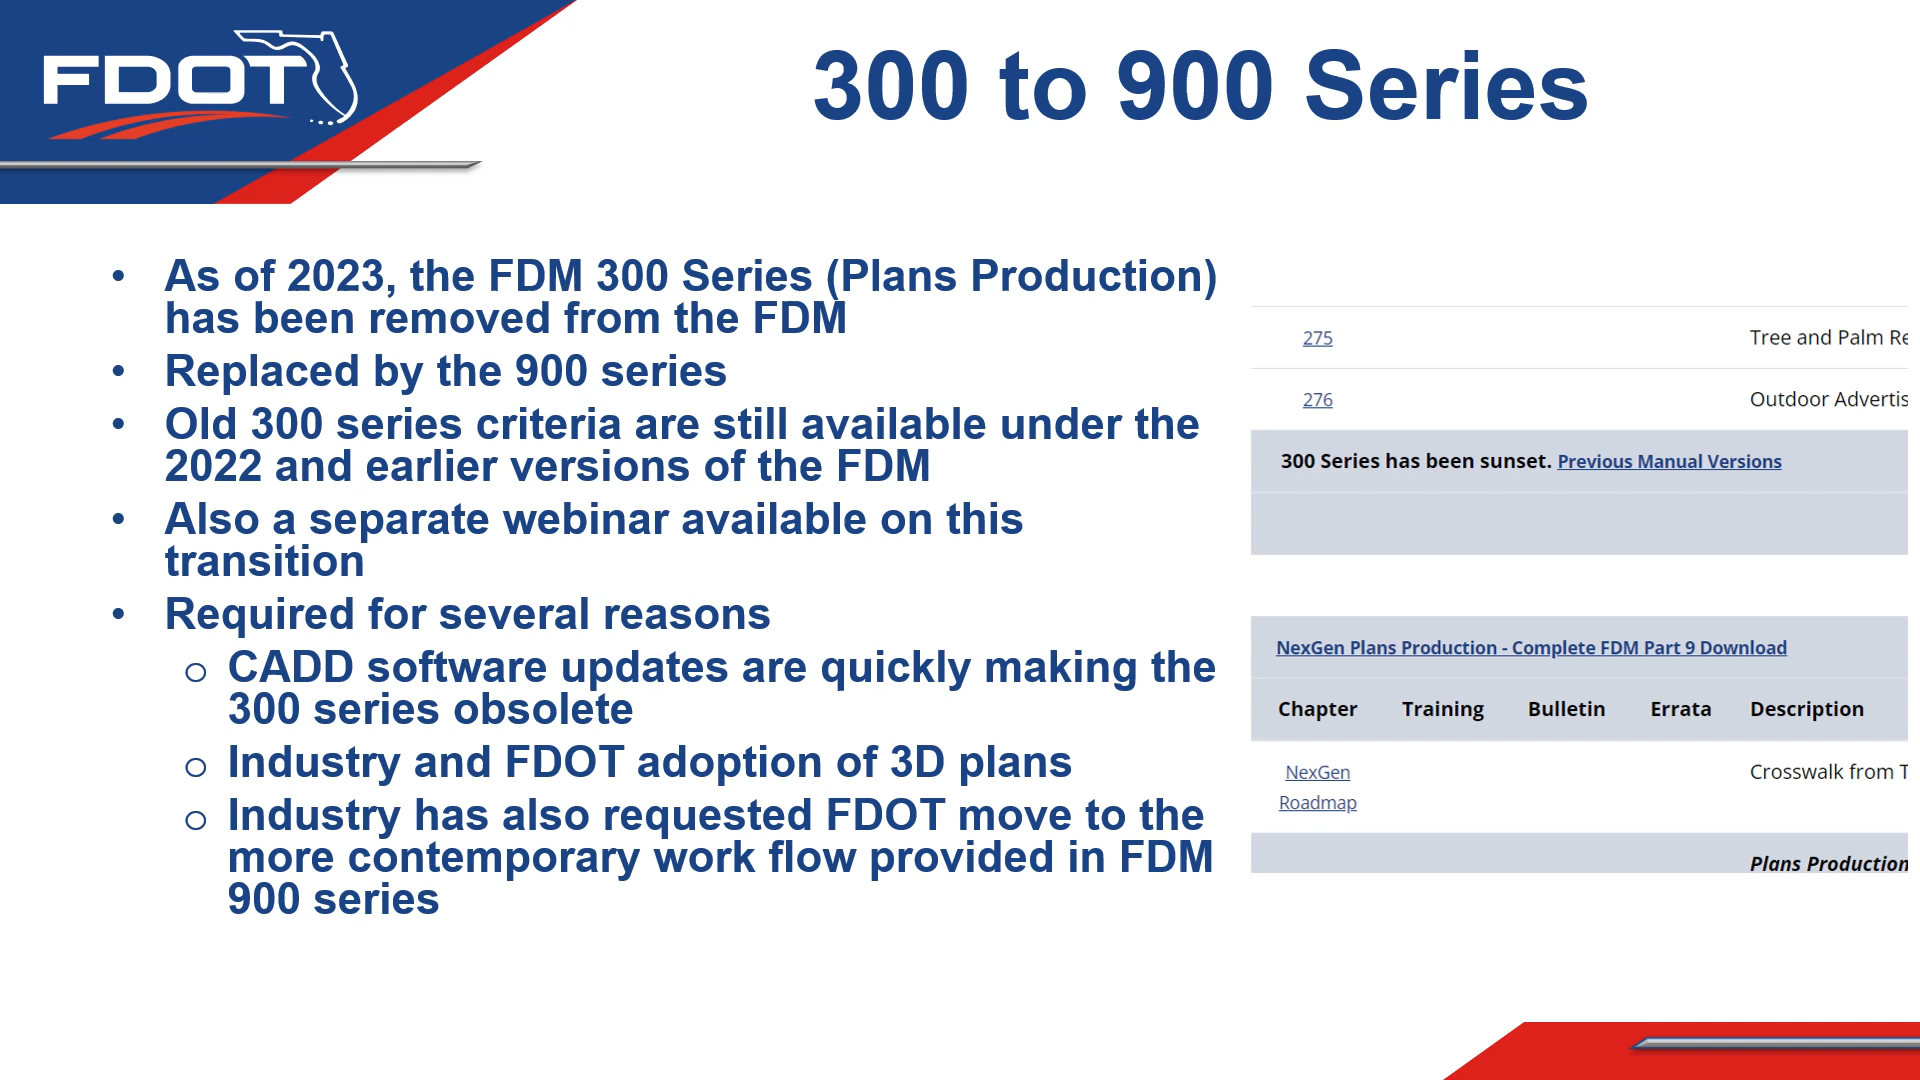 FDOT
300 to 900 Series
• As of 2023, the FDM 300 Series (Plans Production)
has been removed from the FDM
• Replaced by the 900 series
• Old 300 series criteria are still available under the
2022 and earlier versions of the FDM
• Also a separate webinar available on this
transition
• Required for several reasons
o CADD software updates are quickly making the
300 series obsolete
o Industry and FDOT adoption of 3D plans
o Industry has also requested FDOT move to the
more contemporary work flow provided in FDM
900 series
275 Tree and Palm Re
276 Outdoor Advertis
300 Series has been sunset. Previous Manual Versions
NexGen Plans Production - Complete FDM Part 9 Download
Chapter Training Bulletin Errata Description
NexGen Crosswalk from T
Roadmap
Plans Production